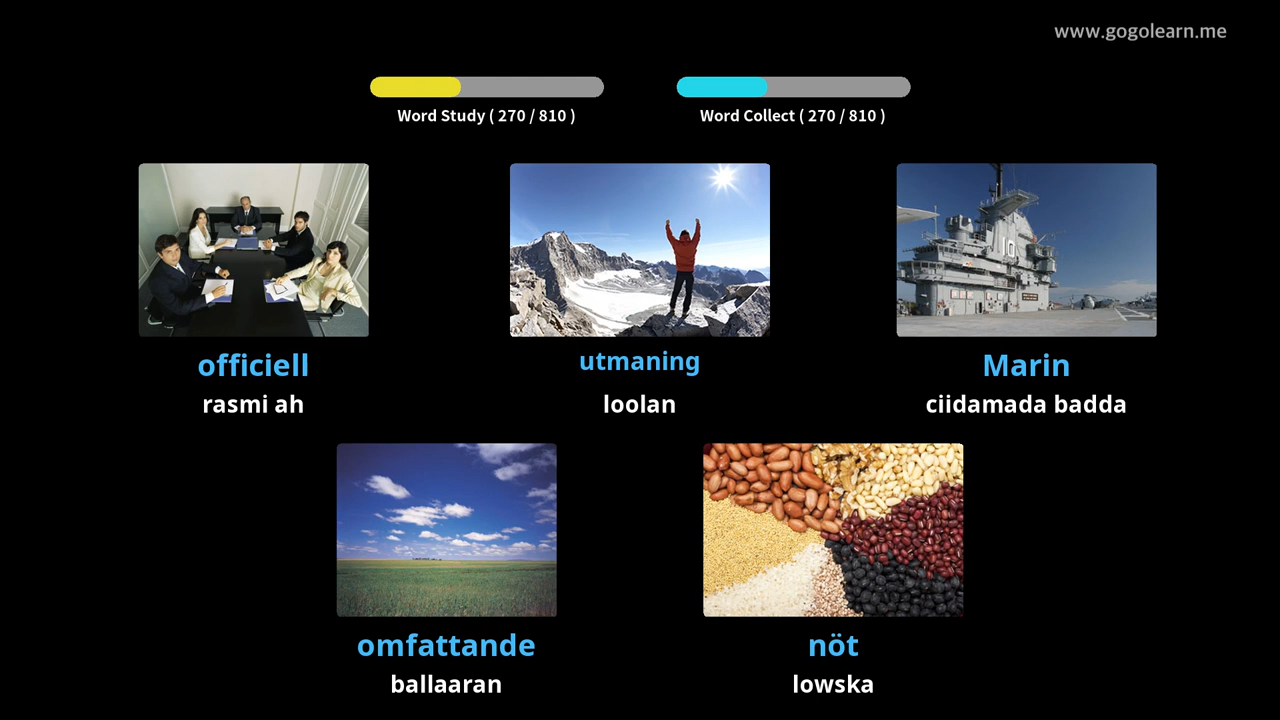 www.gogolearn.me
Word Study ( 270 / 810 )
Word Collect ( 270 / 810 )
officiell
rasmi ah
utmaning
loolan
Marin
ciidamada badda
omfattande
ballaaran
nöt
lowska